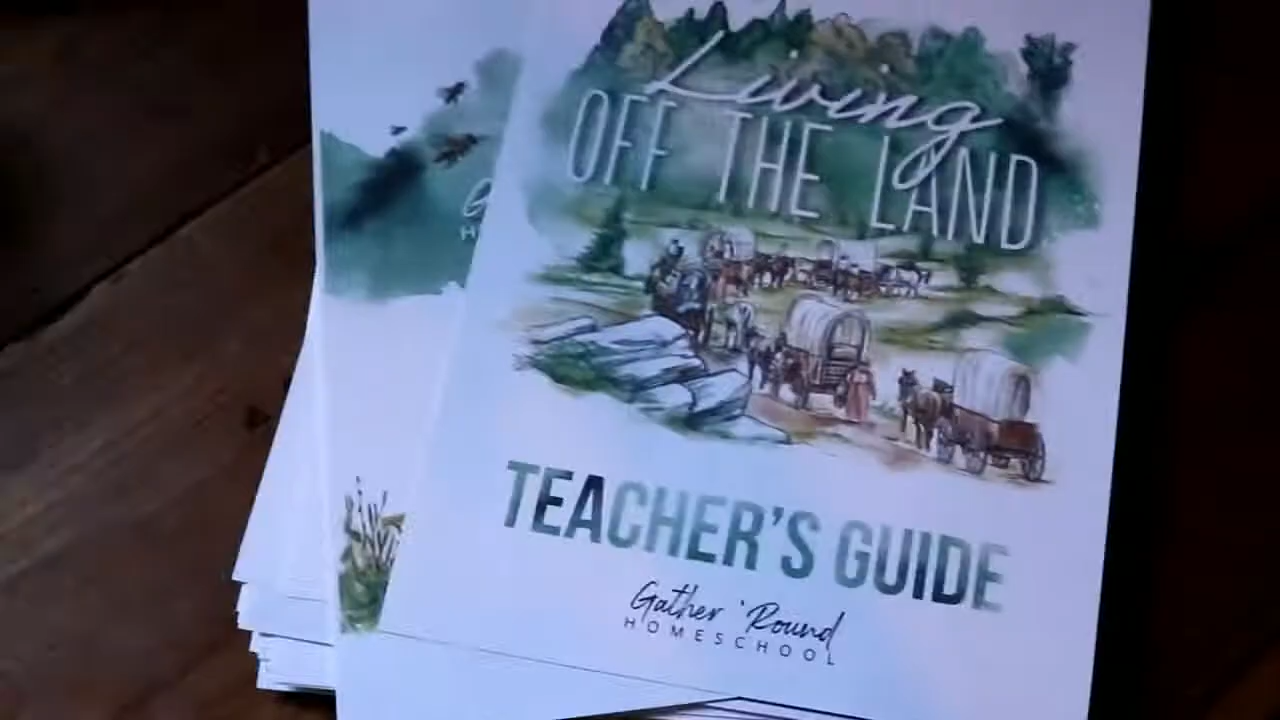 Living
OFF THE LAND
TEACHER'S GUIDE
Gather 'Round
HOMESCHOOL